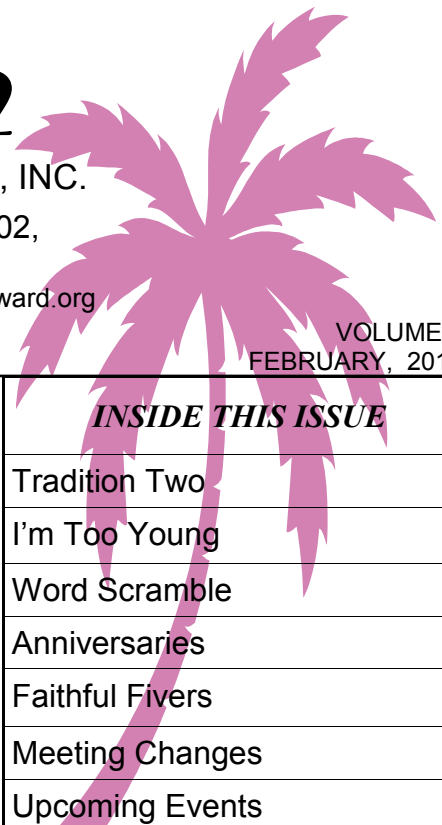 , INC.
02,
ward.org
VOLUME
FEBRUARY, 201
INSIDE THIS ISSUE
Tradition Two
I’m Too Young
Word Scramble
Anniversaries
Faithful Fivers
Meeting Changes
Upcoming Events